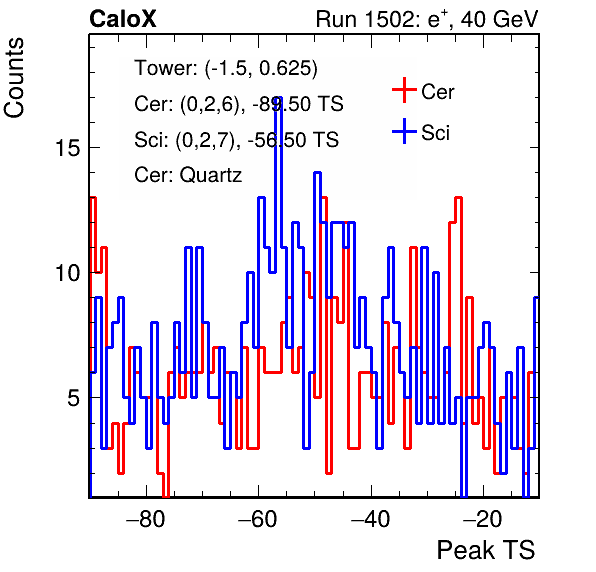 CaloX Run 1502: e+, 40 GeV
Counts
Tower: (-1.5, 0.625)
Cer: (0,2,6), -89.50 TS
Sci: (0,2,7), -56.50 TS
Cer: Quartz
Cer
Sci
15
10
5
−80 −60 −40 −20
Peak TS